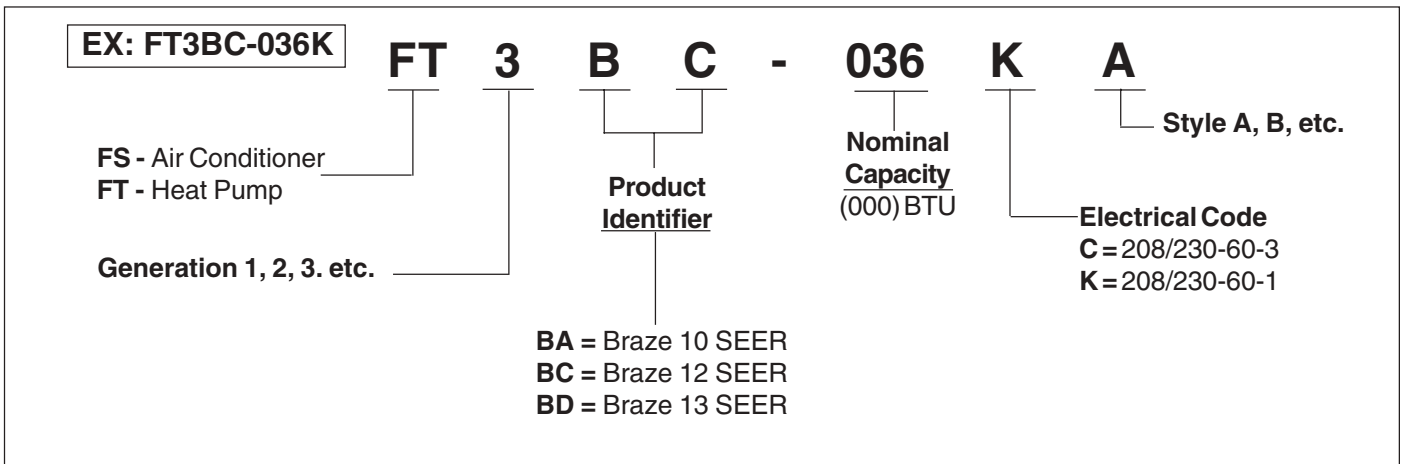 EX: FT3BC-036K
FT 3 B C - 036 K A
Style A, B, etc.
FS - Air Conditioner
FT - Heat Pump
Nominal
Capacity
(000) BTU
Product
Identifier
Electrical Code
C = 208/230-60-3
K = 208/230-60-1
Generation 1, 2, 3. etc.
BA = Braze 10 SEER
BC = Braze 12 SEER
BD = Braze 13 SEER